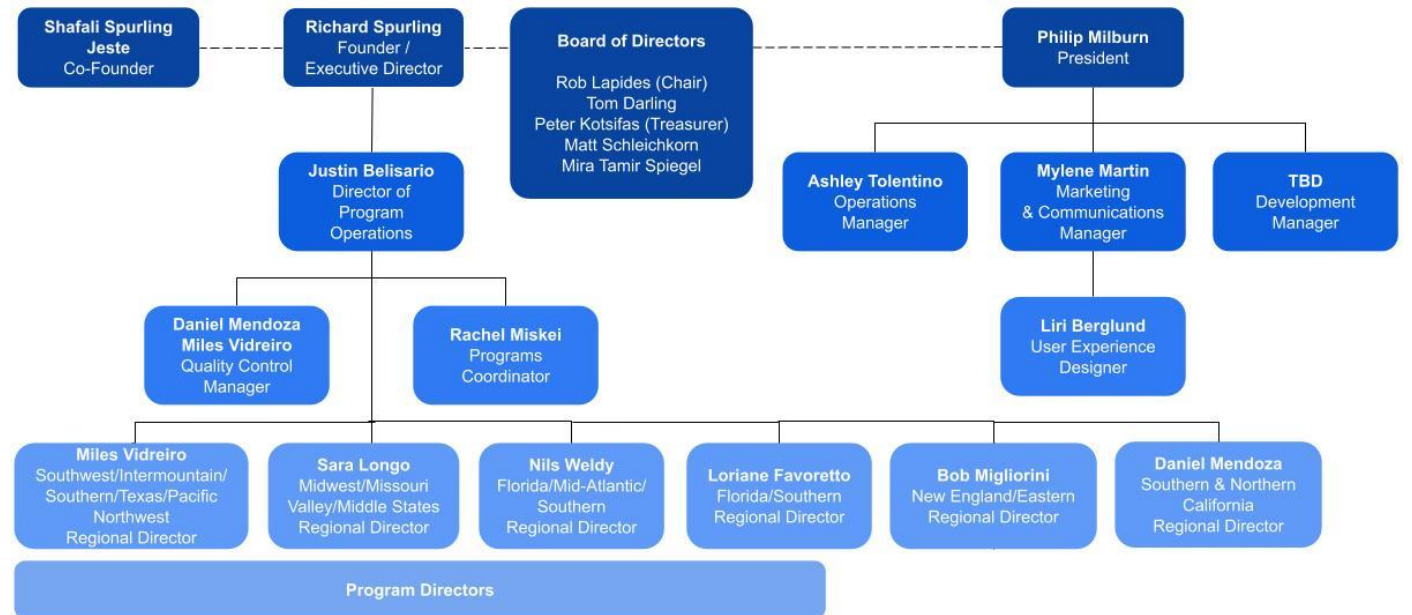 Shafali Spurling
Jeste
Co-Founder
Richard Spurling
Founder /
Executive Director
Board of Directors
Rob Lapides (Chair)
Tom Darling
Peter Kotsifas (Treasurer)
Matt Schleichkorn
Mira Tamir Spiegel
Philip Milburn
President
Justin Belisario
Director of
Program
Operations
Ashley Tolentino
Operations
Manager
Mylene Martin
Marketing
& Communications
Manager
TBD
Development
Manager
Daniel Mendoza
Miles Vidreiro
Quality Control
Manager
Rachel Miskei
Programs
Coordinator
Liri Berglund
User Experience
Designer
Miles Vidreiro
Southwest/Intermountain/
Southern/Texas/Pacific
Northwest
Regional Director
Sara Longo
Midwest/Missouri
Valley/Middle States
Regional Director
Nils Weldy
Florida/Mid-Atlantic/
Southern
Regional Director
Loriane Favoretto
Florida/Southern
Regional Director
Bob Migliorini
New England/Eastern
Regional Director
Daniel Mendoza
Southern & Northern
California
Regional Director
Program Directors